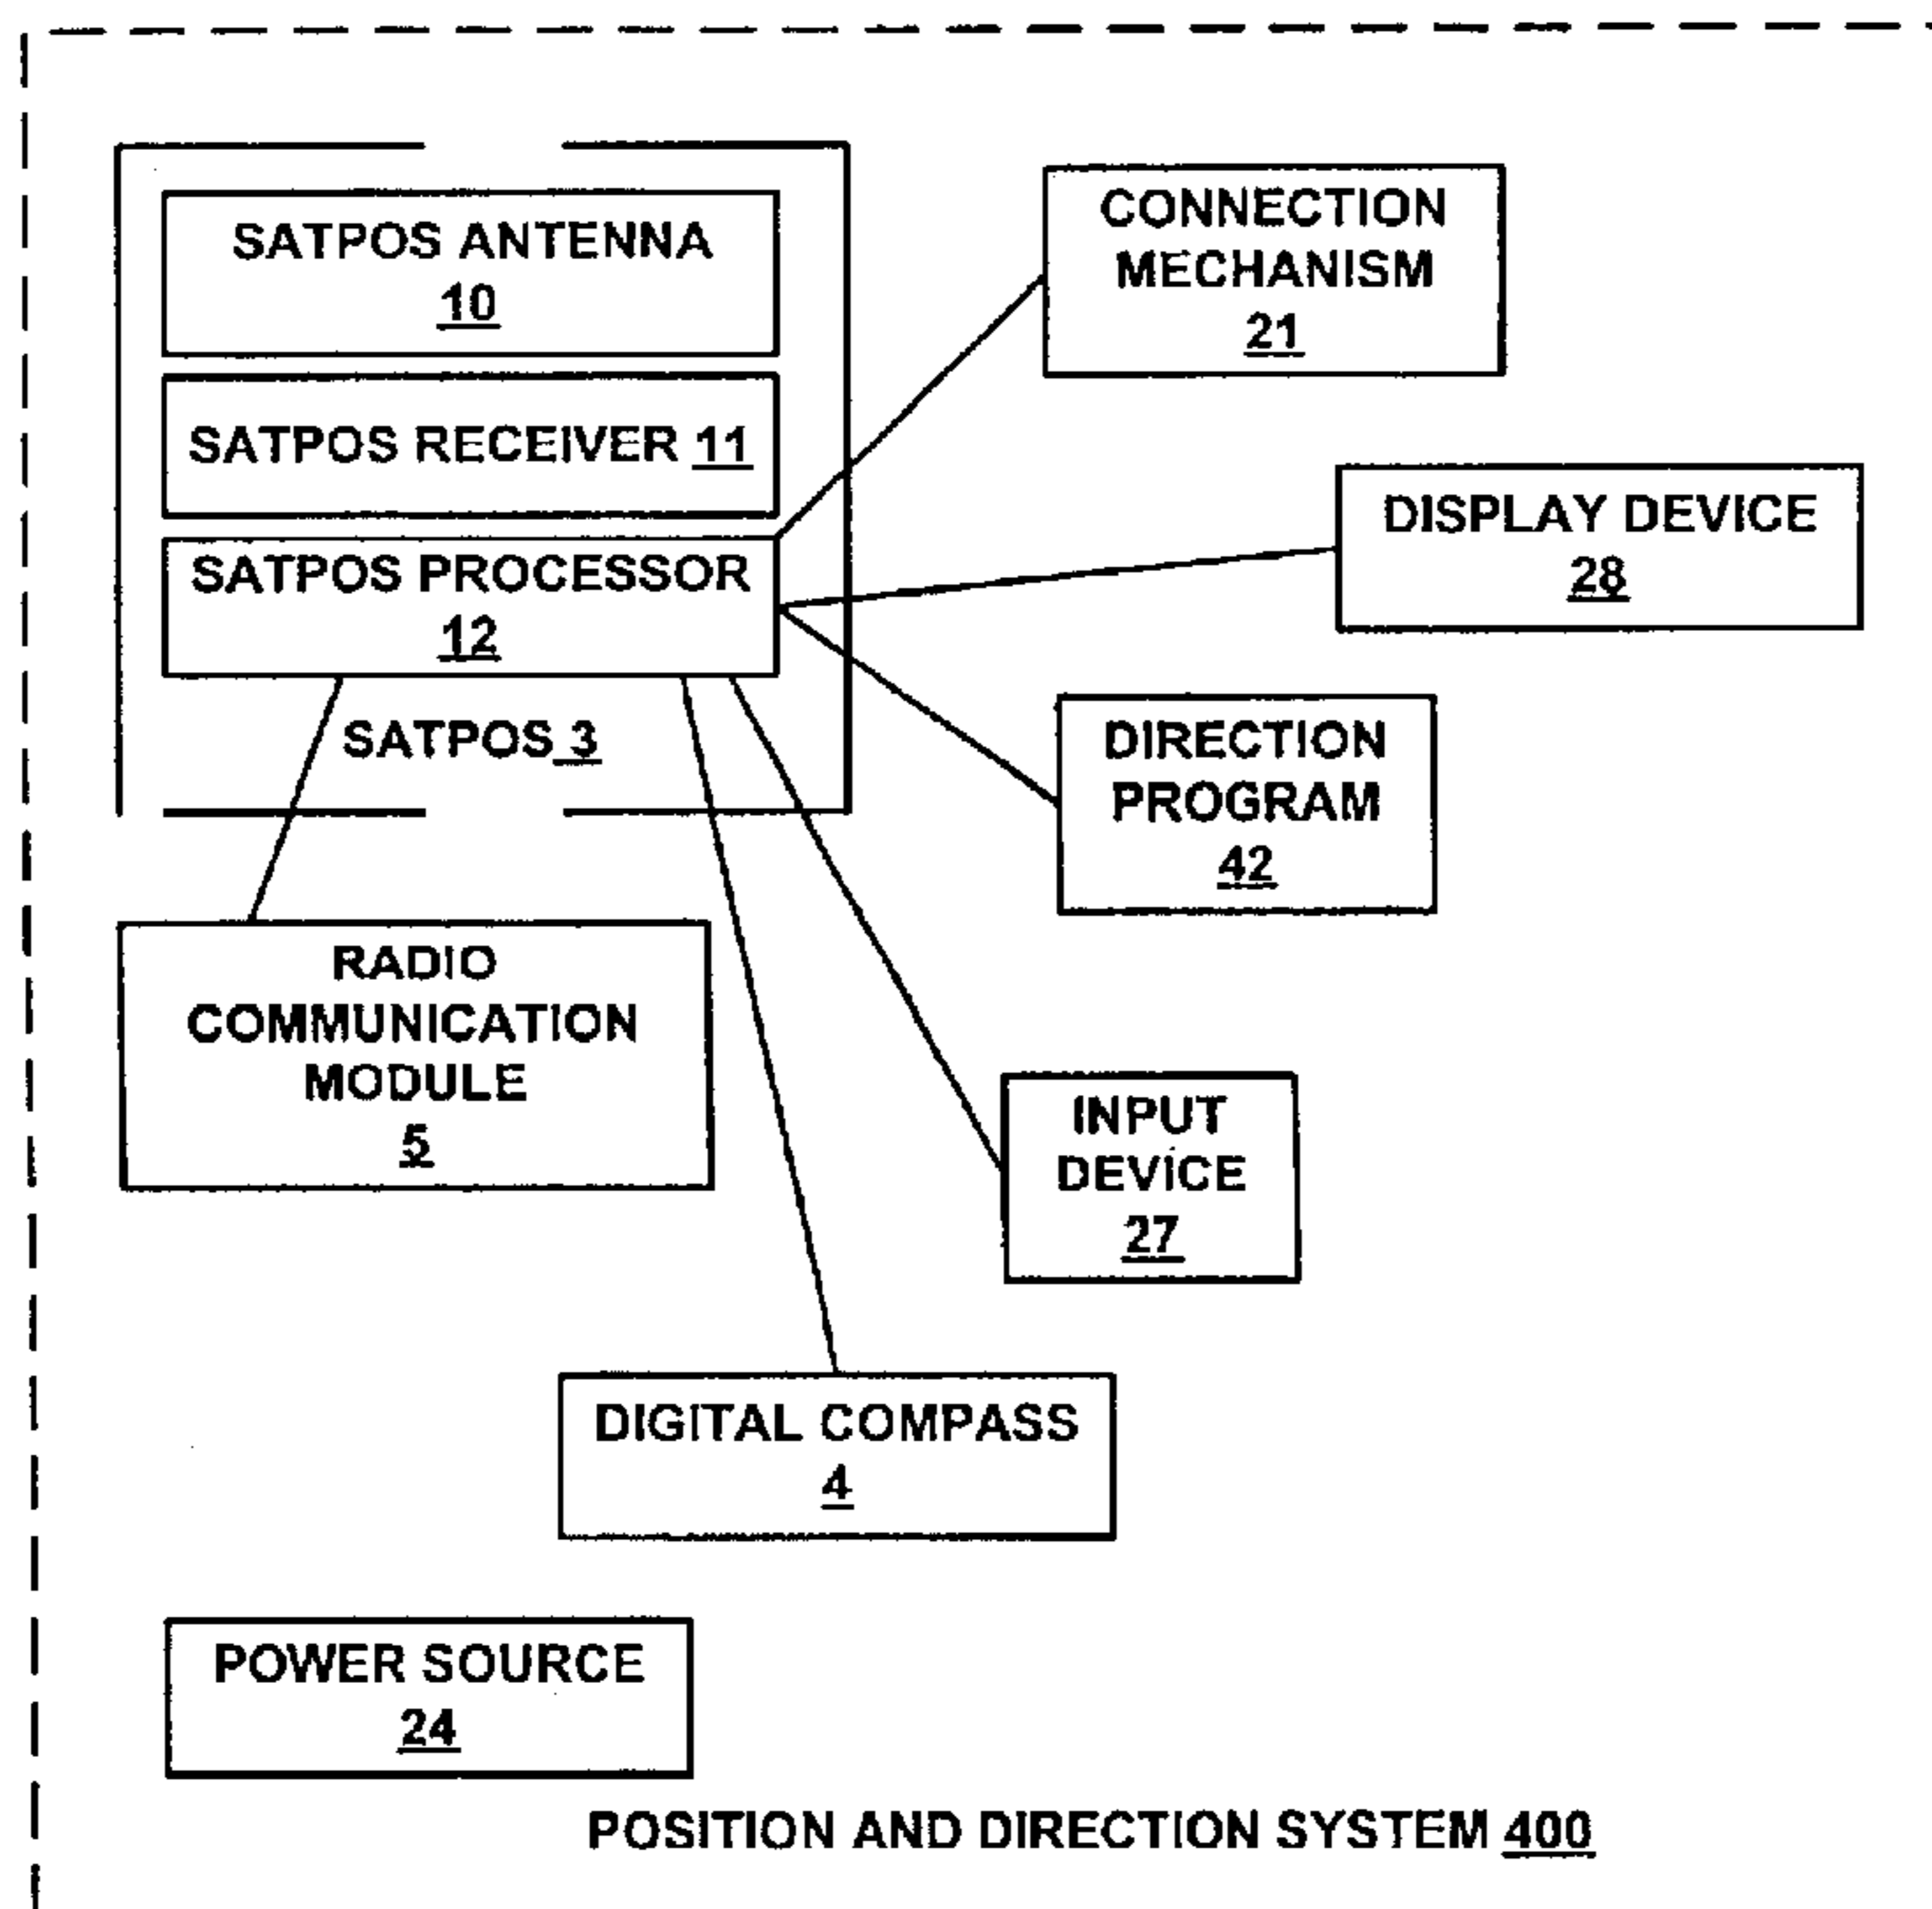 SATPOS ANTENNA
10
SATPOS RECEIVER 11
SATPOS PROCESSOR
12
SATPOS 3
CONNECTION
MECHANISM
21
DISPLAY DEVICE
28
DIRECTION
PROGRAM
42
RADIO
COMMUNICATION
MODULE
5
INPUT
DEVICE
27
DIGITAL COMPASS
4
POWER SOURCE
24
POSITION AND DIRECTION SYSTEM 400